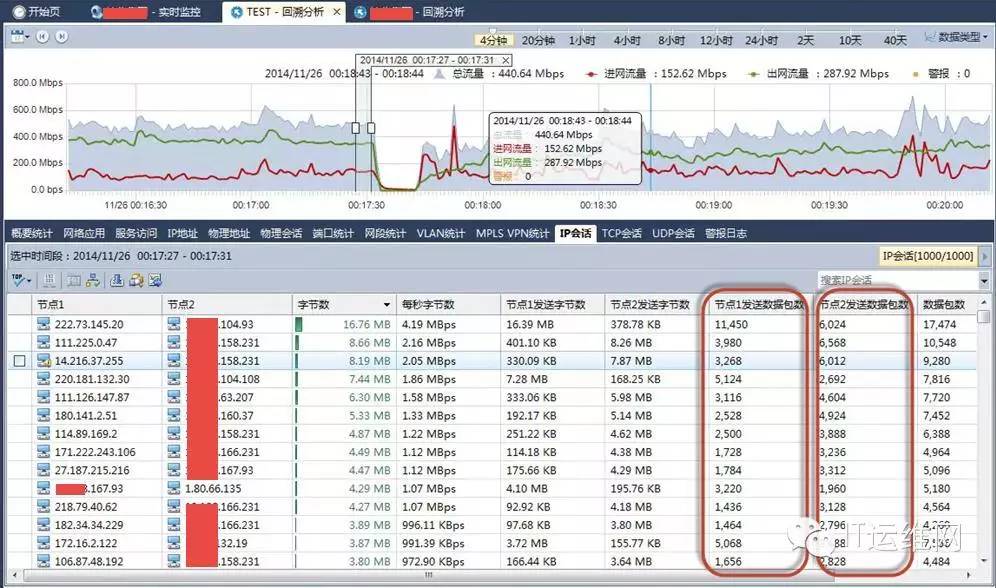 开始页 - 实时监控 TEST - 回溯分析 × - 回溯分析
4分钟 20分钟 1小时 4小时 8小时 12小时 24小时 2天 10天 40天 数据类型
2014/11/26 00:17:27 - 00:17:31 ×
2014/11/26 00:18:43 - 00:18:44 总流量 : 440.64 Mbps 进网流量 : 152.62 Mbps 出网流量 : 287.92 Mbps 警报 : 0
800.0 Mbps
600.0 Mbps
400.0 Mbps
200.0 Mbps
0.0 bps
2014/11/26 00:18:43 - 00:18:44
总流量 : 440.64 Mbps
进网流量 : 152.62 Mbps
出网流量 : 287.92 Mbps
警报 : 0
11/26 00:16:30 00:17:00 00:17:30 00:18:00 00:18:30 00:19:00 00:19:30 00:20:00
概要统计 网络应用 服务访问 IP地址 物理地址 物理会话 端口统计 网段统计 VLAN统计 MPLS VPN统计 IP会话 TCP会话 UDP会话 警报日志
选中时间段 : 2014/11/26 00:17:27 - 00:17:31 IP会话[1000/1000]
TOP 搜索IP会话
节点1 节点2 字节数 每秒字节数 节点1发送字节数 节点2发送字节数 节点1发送数据包数 节点2发送数据包数 数据包数
222.73.145.20 .104.93 16.76 MB 4.19 MBps 16.39 MB 378.78 KB 11,450 6,024 17,474
111.225.0.47 .158.231 8.66 MB 2.16 MBps 401.10 KB 8.26 MB 3,980 6,568 10,548
14.216.37.255 .158.231 8.19 MB 2.05 MBps 330.09 KB 7.87 MB 3,268 6,012 9,280
220.181.132.30 .104.108 7.44 MB 1.86 MBps 7.28 MB 168.25 KB 5,124 2,692 7,816
111.126.147.87 .63.207 6.30 MB 1.58 MBps 333.06 KB 5.98 MB 3,116 4,604 7,720
180.141.2.51 .160.37 5.33 MB 1.33 MBps 192.17 KB 5.14 MB 2,528 4,924 7,452
114.89.169.2 .158.231 4.87 MB 1.22 MBps 251.22 KB 4.62 MB 2,500 3,888 6,388
171.222.243.106 .166.231 4.49 MB 1.12 MBps 114.18 KB 4.38 MB 1,728 3,236 4,964
27.187.215.216 .167.93 4.47 MB 1.12 MBps 175.66 KB 4.29 MB 1,784 3,312 5,096
.167.93 1.80.66.135 4.29 MB 1.07 MBps 4.10 MB 195.76 KB 3,220 1,960 5,180
218.79.40.62 .166.231 4.27 MB 1.07 MBps 92.92 KB 4.18 MB 1,436 3,128 4,564
182.34.34.229 .166.231 3.89 MB 996.11 KBps 97.68 KB 3.80 MB 1,464 2,796
172.16.2.122 .32.19 3.87 MB 991.39 KBps 3.72 MB 155.77 KB 5,068
106.87.48.192 .158.231 3.80 MB 972.90 KBps 166.44 KB 3.64 MB 1,656 2,828 4,484
IT运维网